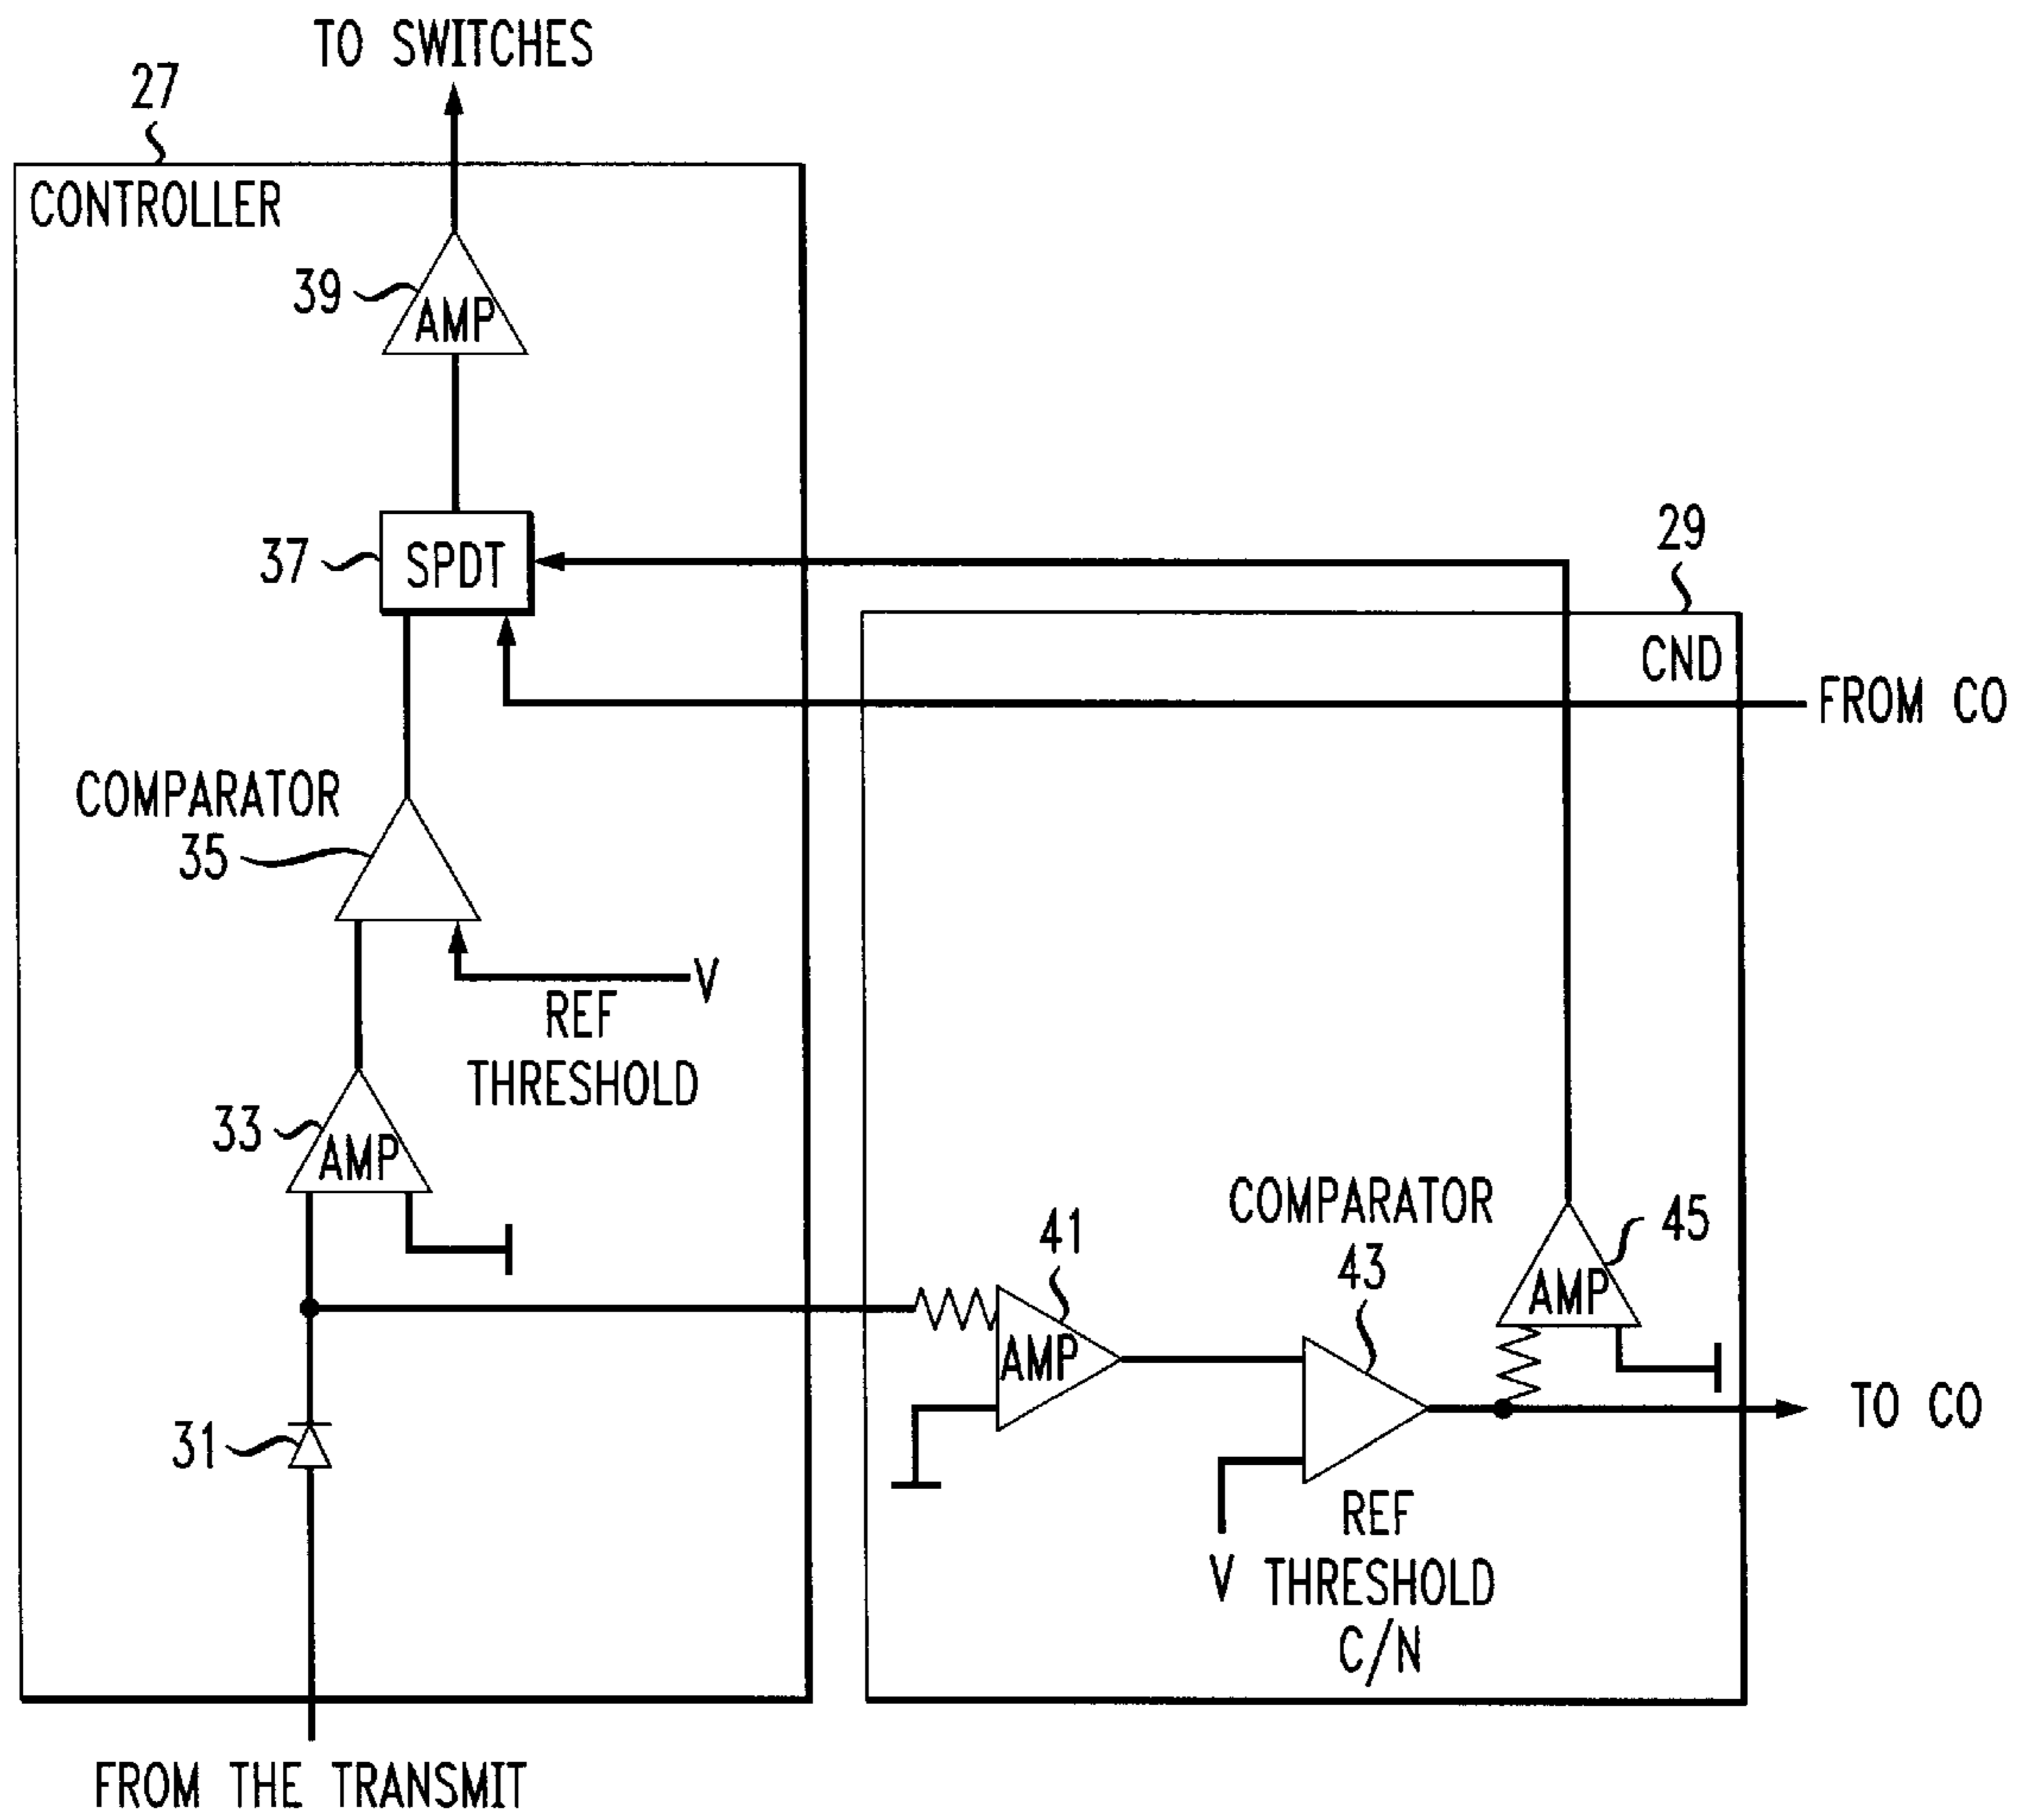 TO SWITCHES
27
CONTROLLER
39
AMP
37
SPDT
29
CND
FROM CO
COMPARATOR
35
V
REF
THRESHOLD
33
AMP
COMPARATOR
43
41
AMP
45
AMP
TO CO
31
REF
V THRESHOLD
C/N
FROM THE TRANSMIT